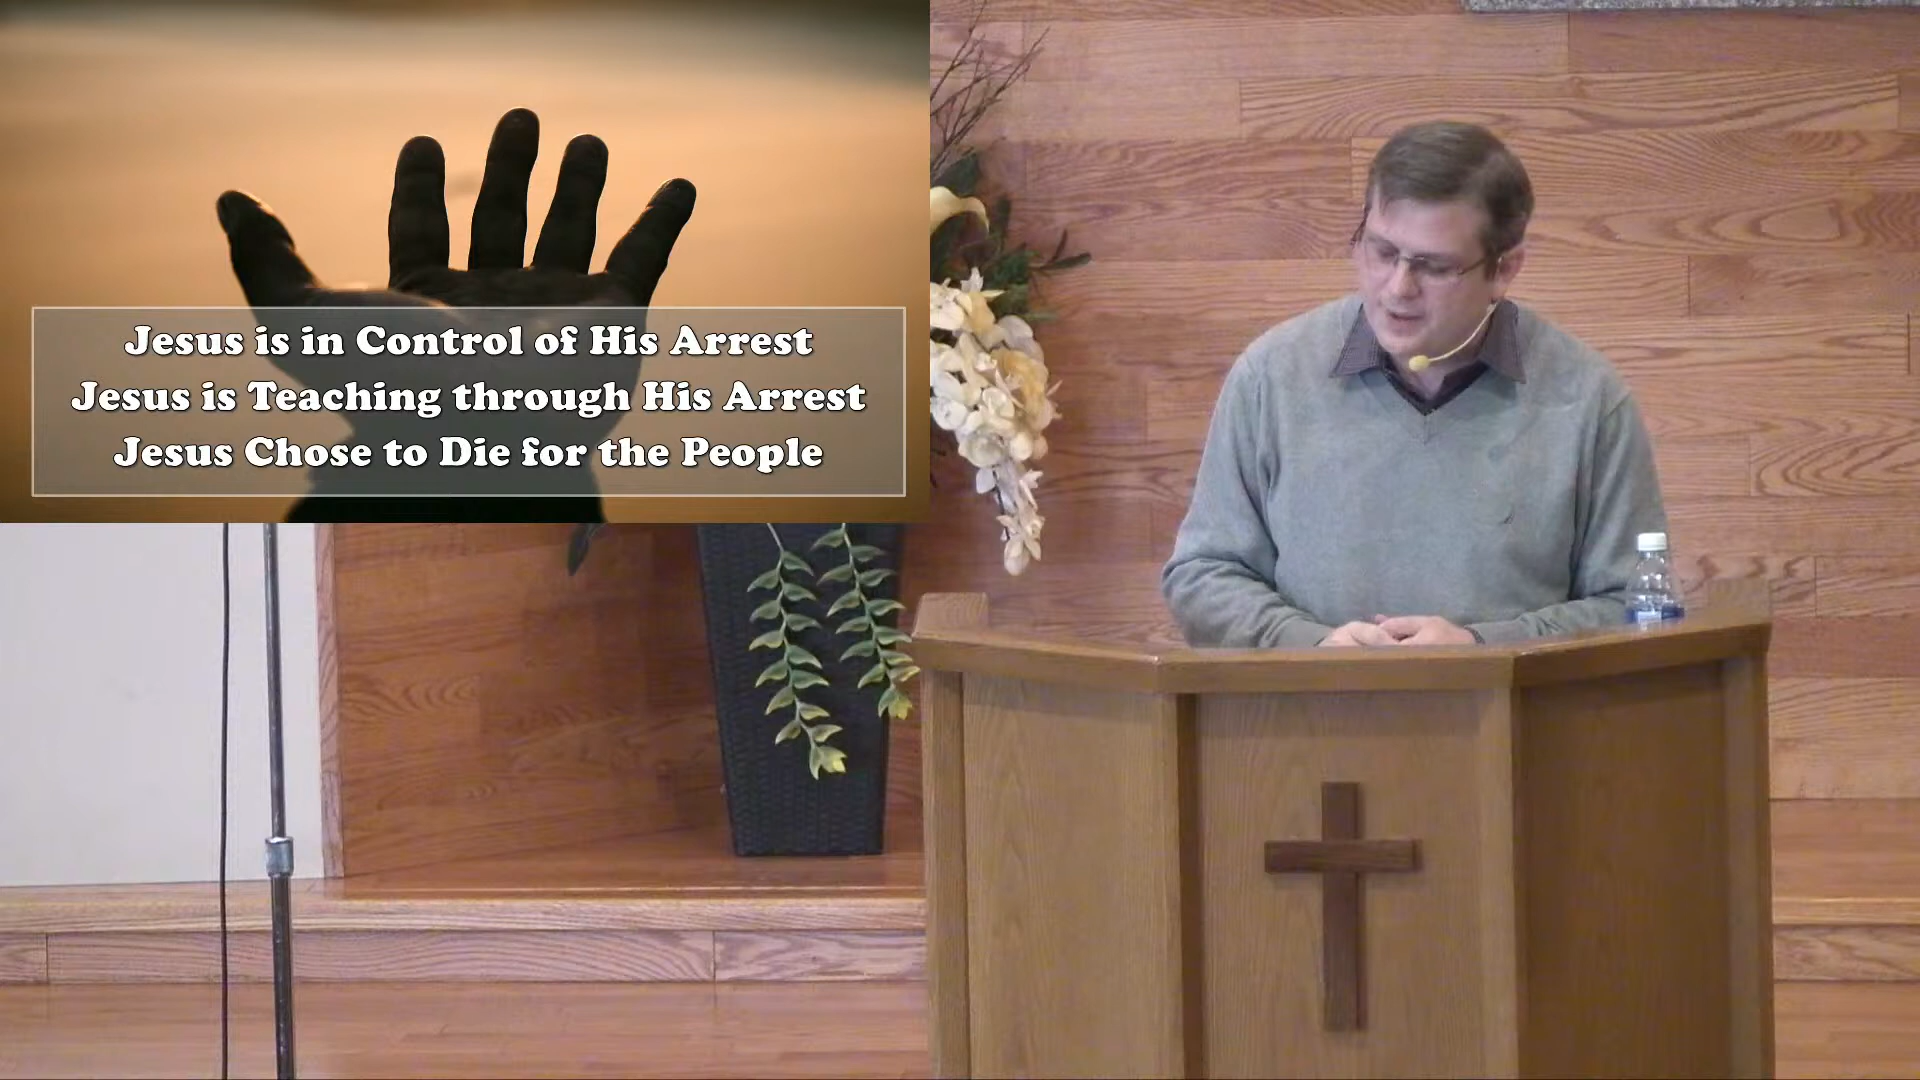 Jesus is in Control of His Arrest
Jesus is Teaching through His Arrest
Jesus Chose to Die for the People